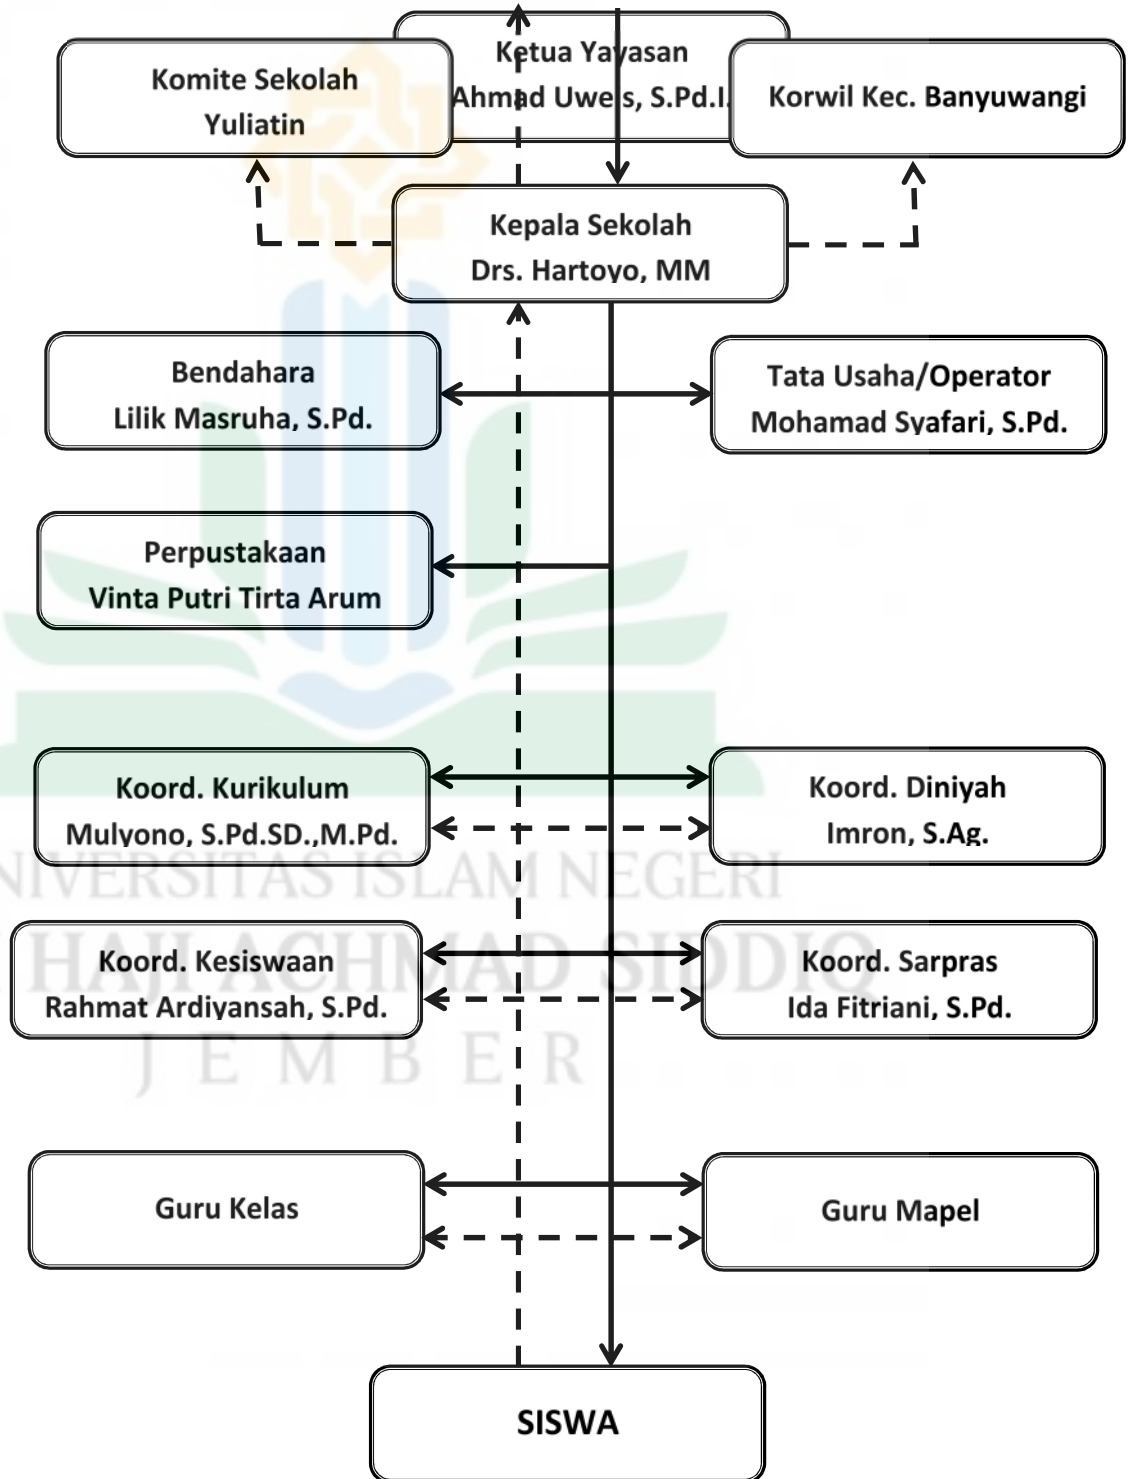 Ketua Yayasan
Ahmad Uweis, S.Pd.I.
Komite Sekolah
Yuliatin
Korwil Kec. Banyuwangi
Kepala Sekolah
Drs. Hartoyo, MM
Bendahara
Lilik Masruha, S.Pd.
Tata Usaha/Operator
Mohamad Syafari, S.Pd.
Perpustakaan
Vinta Putri Tirta Arum
Koord. Kurikulum
Mulyono, S.Pd.SD.,M.Pd.
Koord. Diniyah
Imron, S.Ag.
NIVERSITAS ISLAM NEGERI
Koord. Kesiswaan
Rahmat Ardiyansah, S.Pd.
Koord. Sarpras
Ida Fitriani, S.Pd.
HAJI ACHMAD SIDDIQ
JEMBER
Guru Kelas
Guru Mapel
SISWA